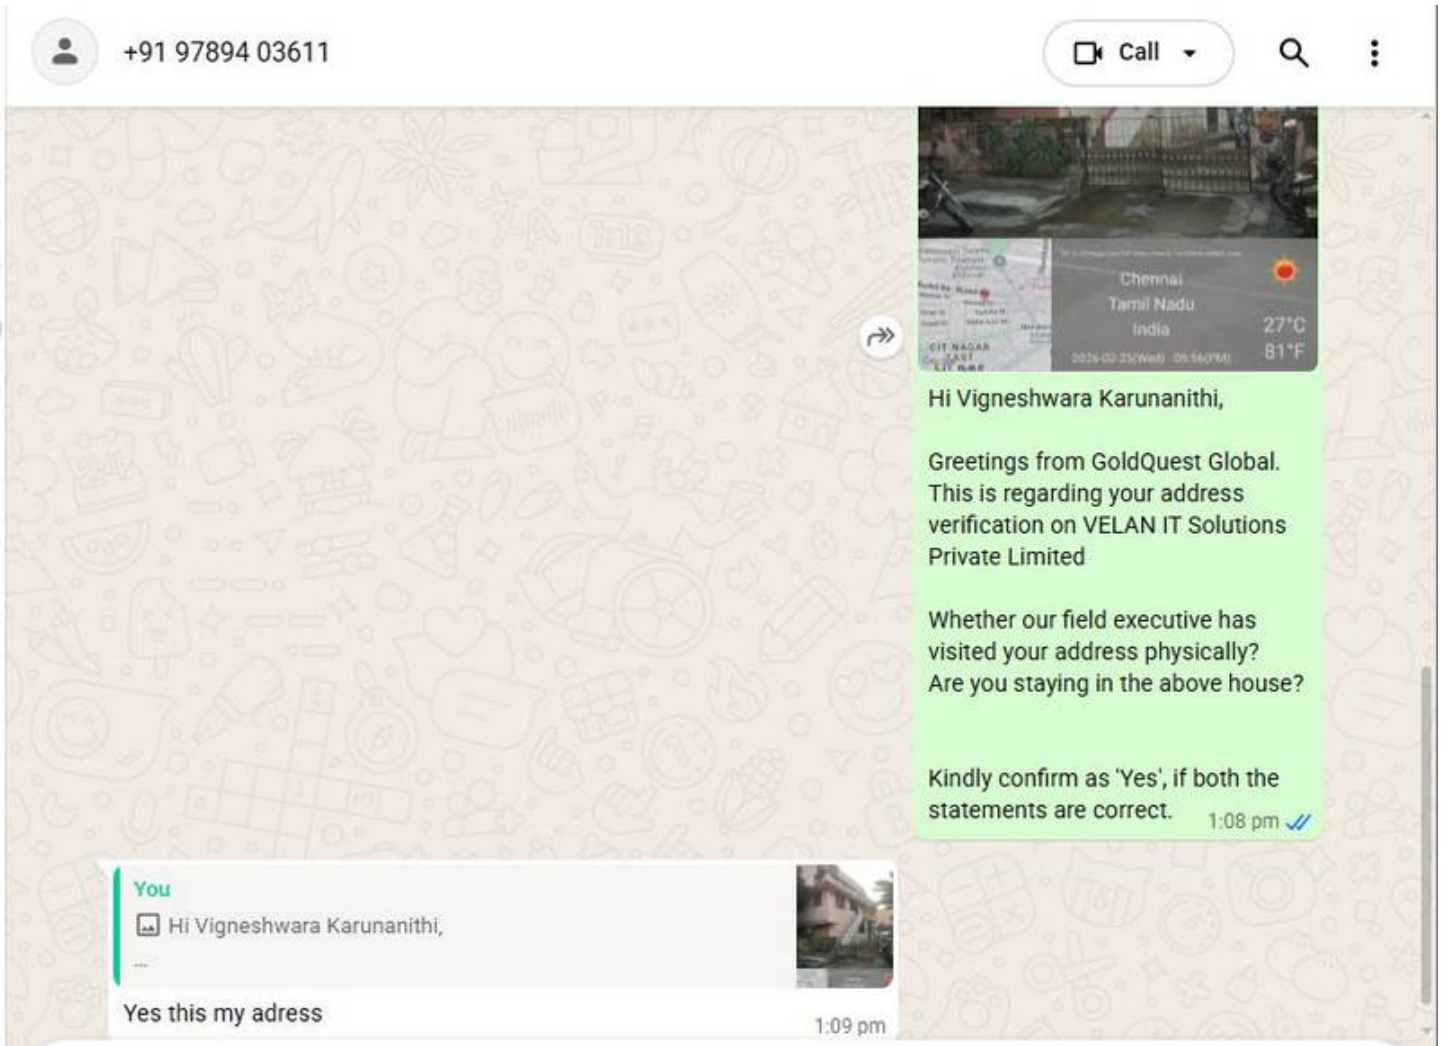 +91 97894 03611
Call
Chennai
Tamil Nadu
India
27°C
81°F
CIT NAGAR
EAST
Hi Vigneshwara Karunanithi,
Greetings from GoldQuest Global.
This is regarding your address
verification on VELAN IT Solutions
Private Limited
Whether our field executive has
visited your address physically?
Are you staying in the above house?
Kindly confirm as 'Yes', if both the
statements are correct.
1:08 pm
You
Hi Vigneshwara Karunanithi,
...
Yes this my adress
1:09 pm